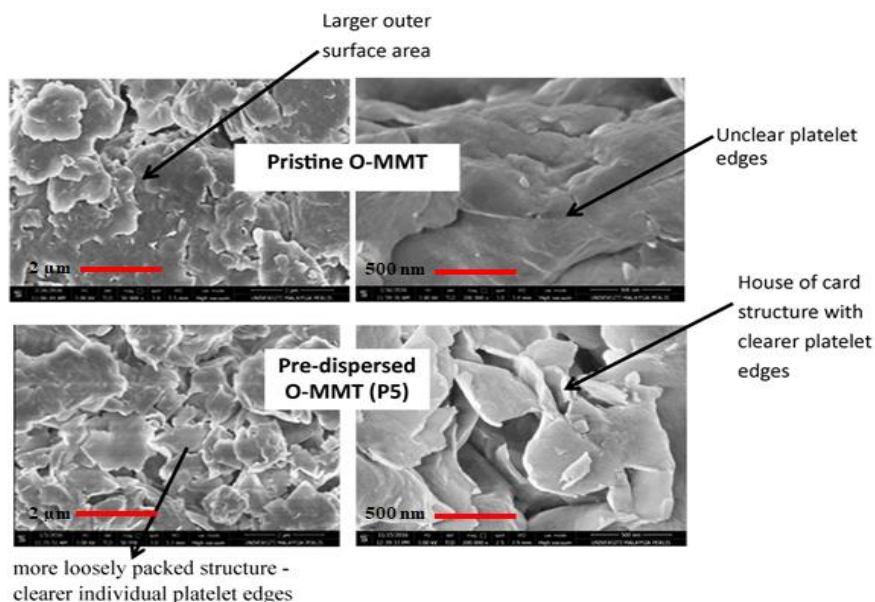 Larger outer
surface area
Pristine O-MMT
Unclear platelet
edges
2 µm
500 nm
House of card
structure with
clearer platelet
edges
Pre-dispersed
O-MMT (P5)
2 µm
500 nm
more loosely packed structure -
clearer individual platelet edges